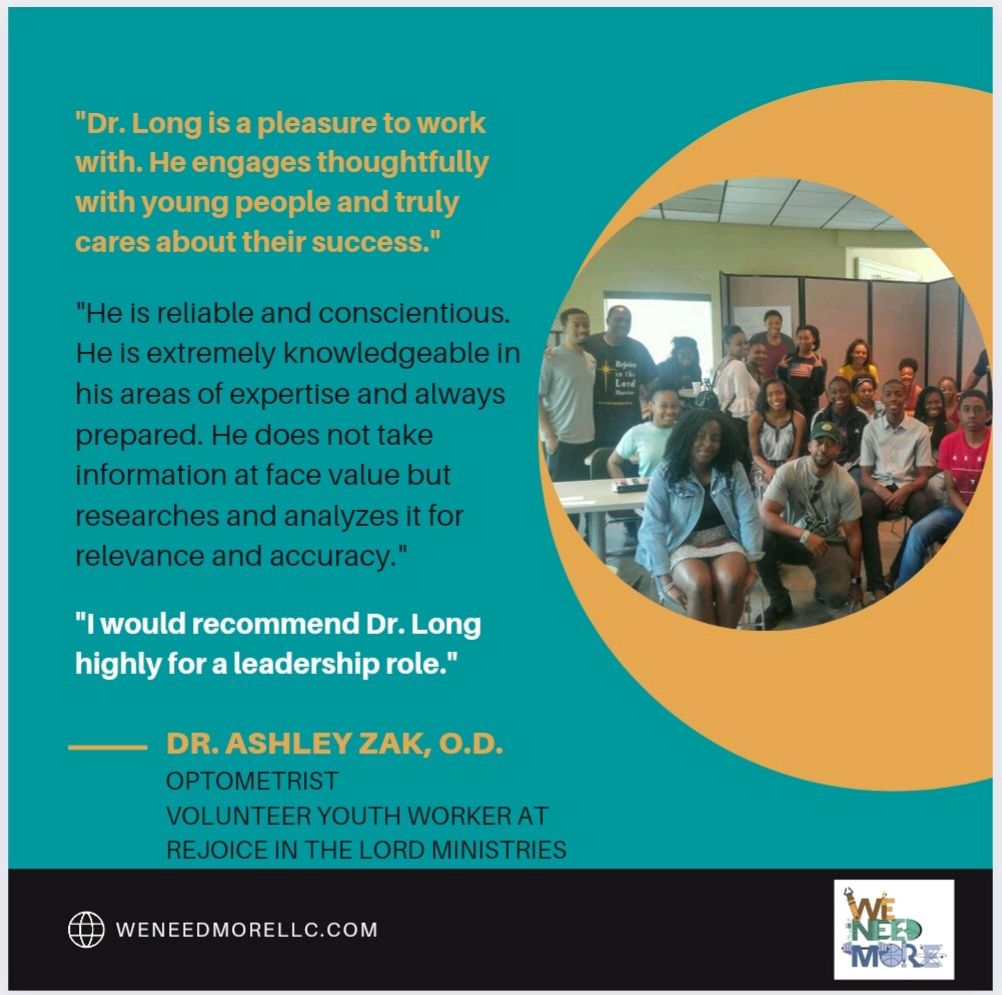 "Dr. Long is a pleasure to work
with. He engages thoughtfully
with young people and truly
cares about their success."
"He is reliable and conscientious.
He is extremely knowledgeable in
his areas of expertise and always
prepared. He does not take
information at face value but
researches and analyzes it for
relevance and accuracy."
"I would recommend Dr. Long
highly for a leadership role."
DR. ASHLEY ZAK, O.D.
OPTOMETRIST
VOLUNTEER YOUTH WORKER AT
REJOICE IN THE LORD MINISTRIES
Rejoice
in the
Lord
WENEEDMORELLC.COM
WE
NEED
MORE